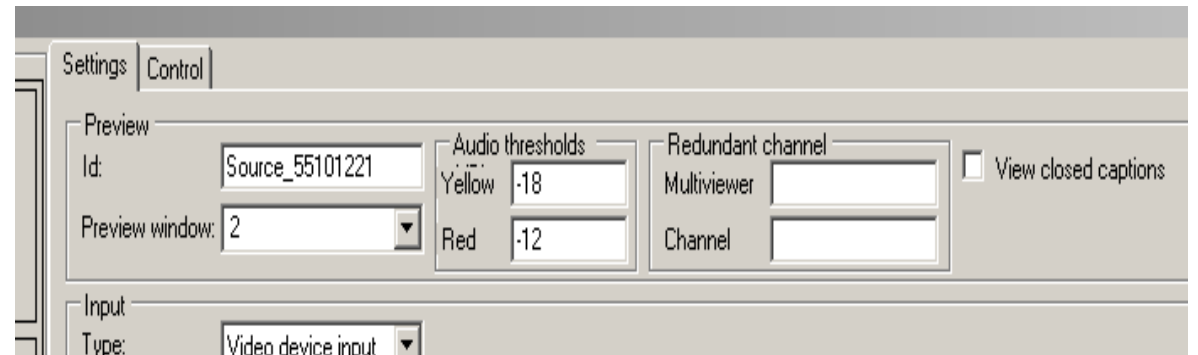 Settings Control
Preview Audio thresholds Redundant channel
Id: Source_55101221 Yellow -18 Multiviewer View closed captions
Preview window: 2 Red -12 Channel
Input
Type: Video device input